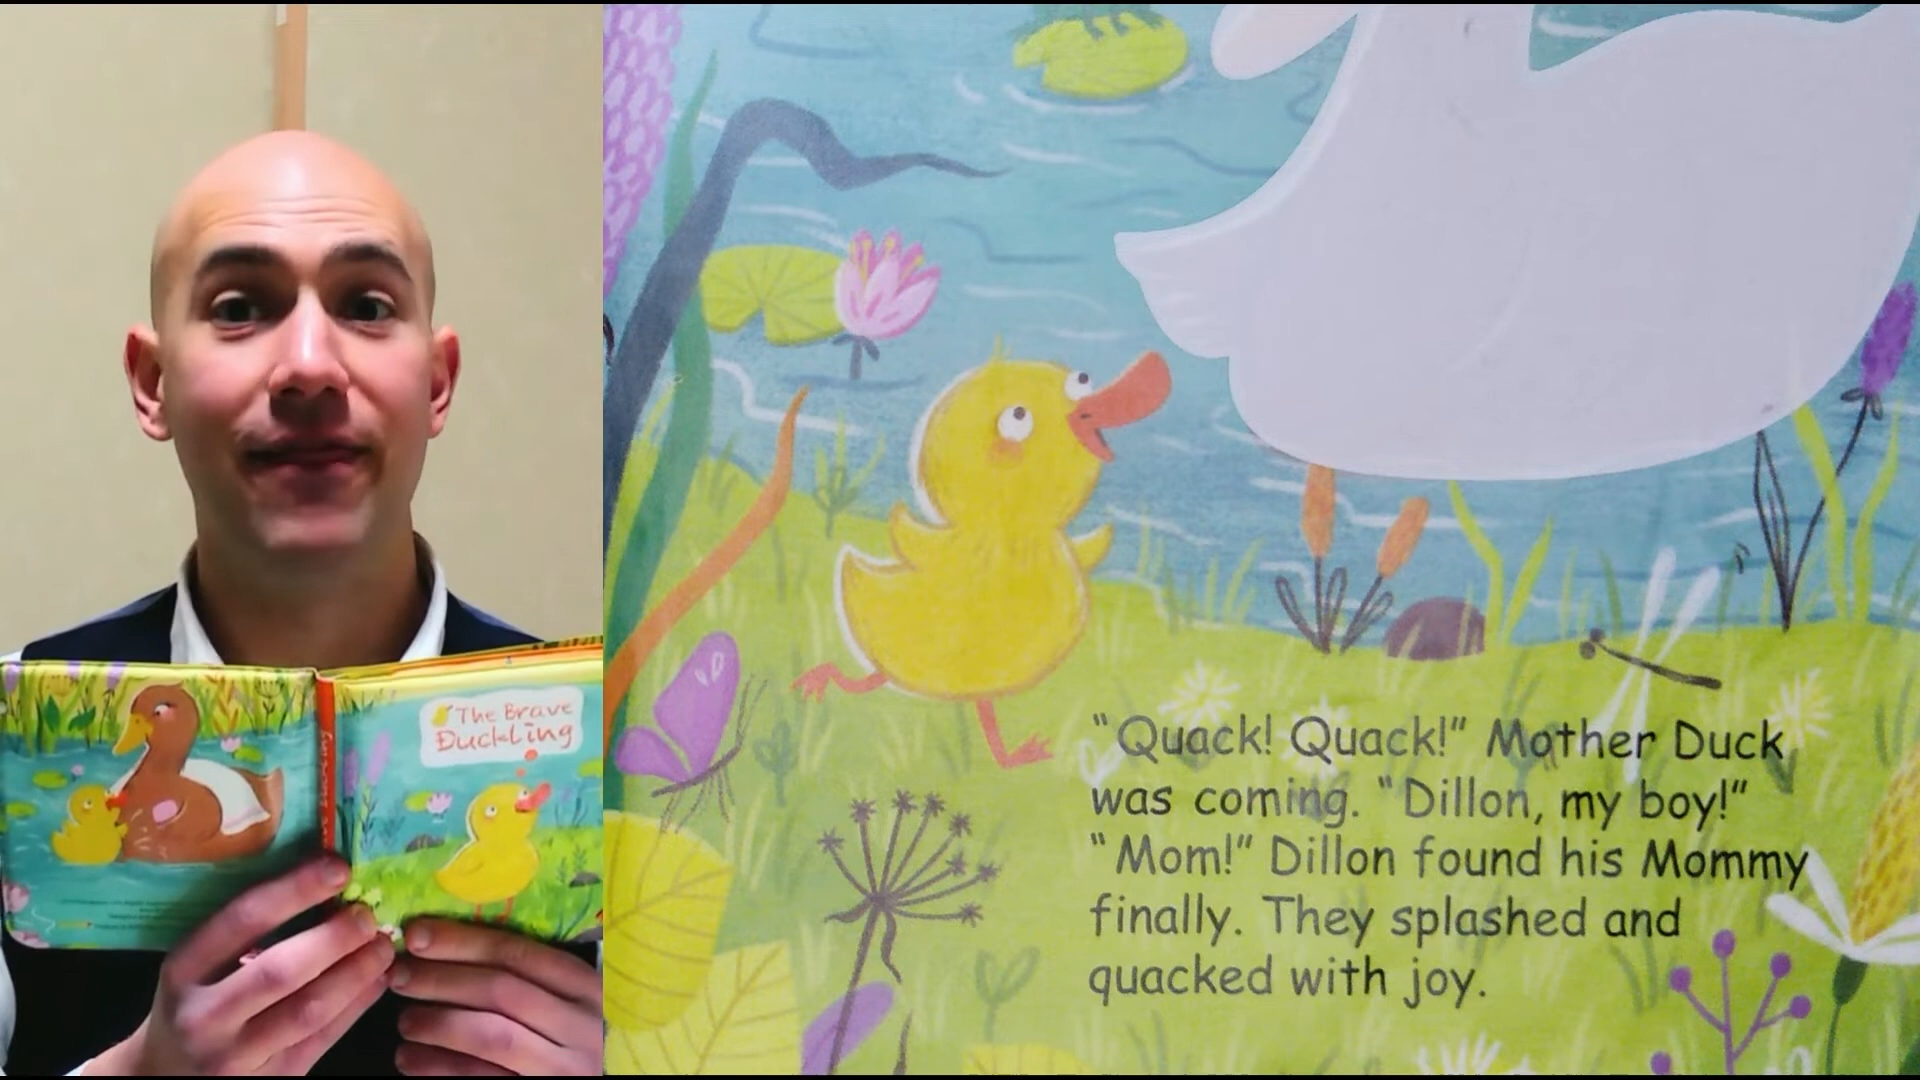 The Brave
Duckling
"Quack! Quack!" Mother Duck
was coming. "Dillon, my boy!"
"Mom!" Dillon found his Mommy
finally. They splashed and
quacked with joy.